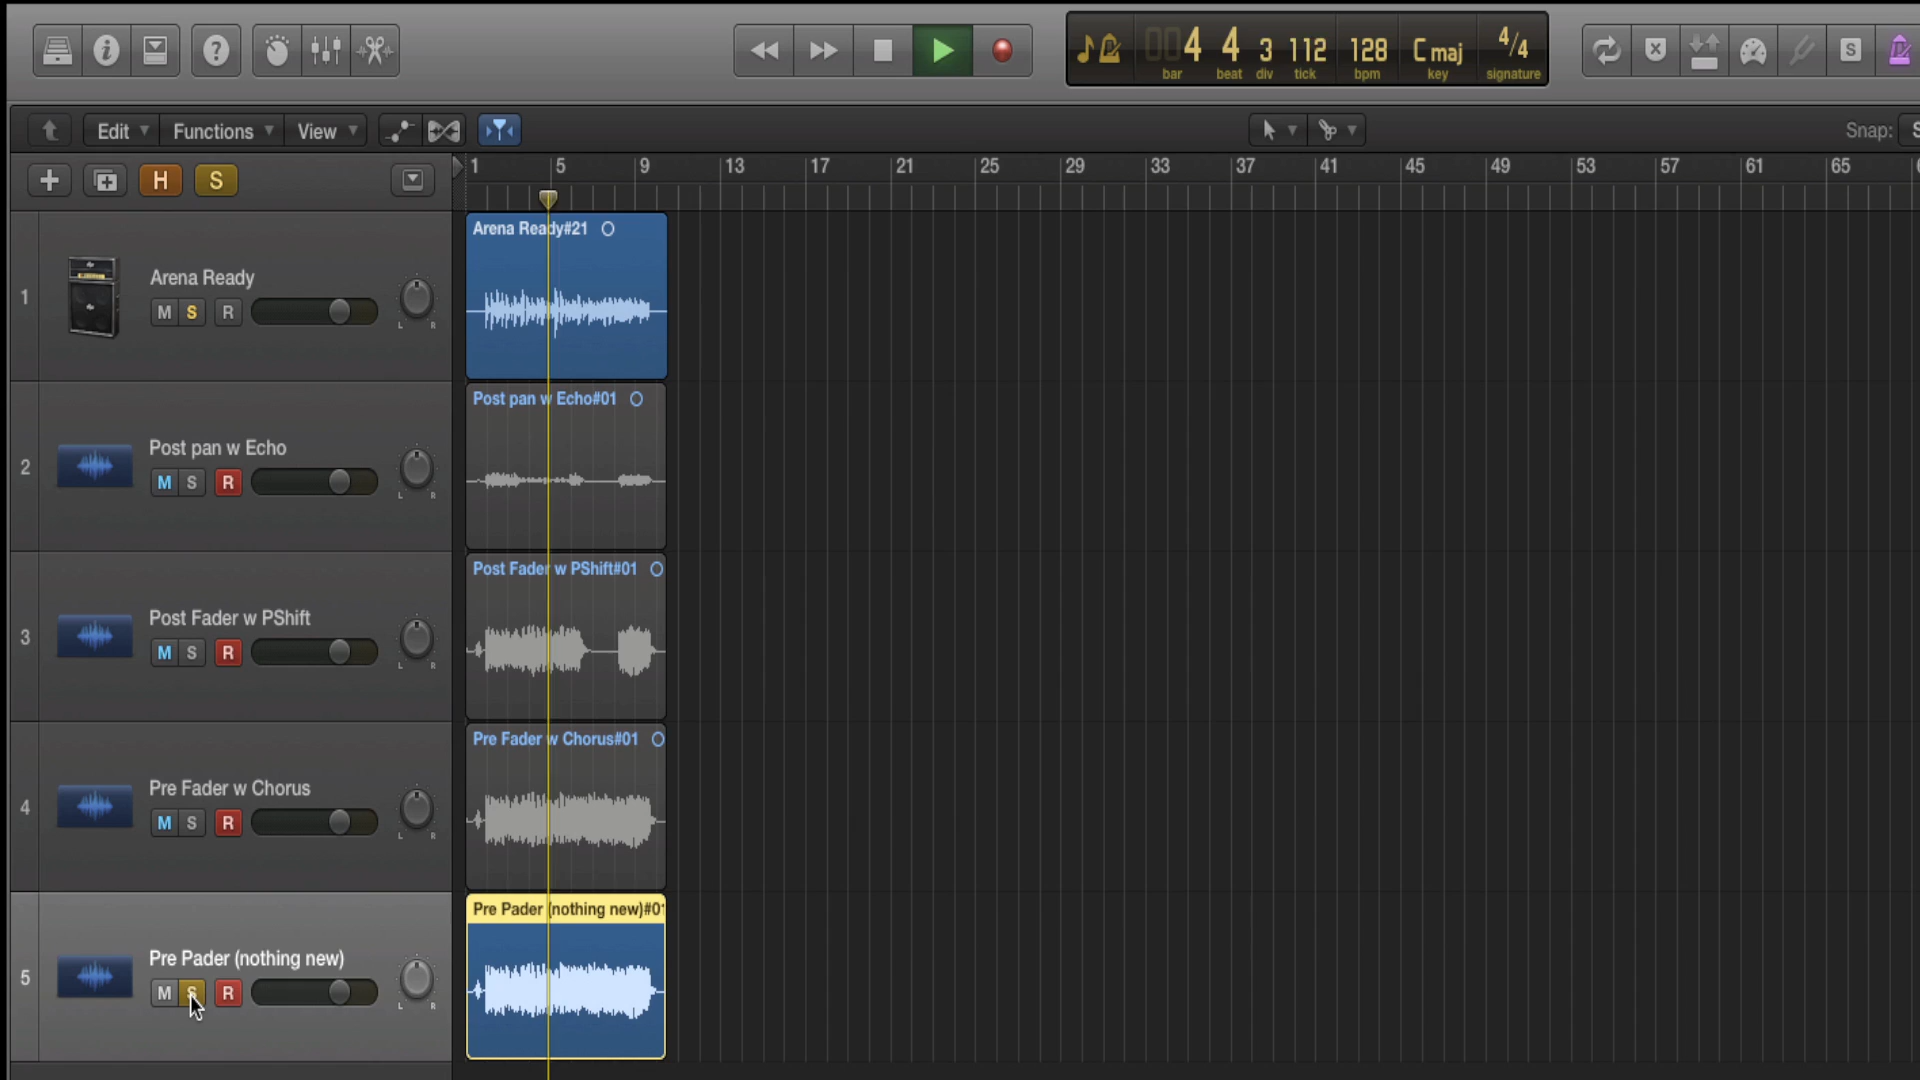 4 4 3 112 128 C maj 4/4
bar beat div tick bpm key signature
S
Edit Functions View Snap:
H S
1 5 9 13 17 21 25 29 33 37 41 45 49 53 57 61 65
1
Arena Ready
M S R
L R
Arena Ready#21
2
Post pan w Echo
M S R
L R
Post pan w Echo#01
3
Post Fader w PShift
M S R
L R
Post Fader w PShift#01
4
Pre Fader w Chorus
M S R
L R
Pre Fader w Chorus#01
5
Pre Pader (nothing new)
M S R
L R
Pre Pader (nothing new)#01